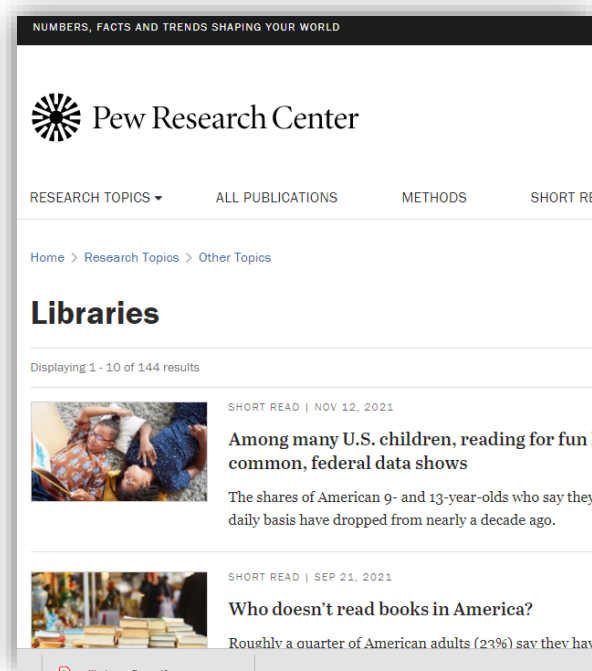 NUMBERS, FACTS AND TRENDS SHAPING YOUR WORLD
Pew Research Center
RESEARCH TOPICS ALL PUBLICATIONS METHODS SHORT RE
Home > Research Topics > Other Topics
Libraries
Displaying 1 - 10 of 144 results
SHORT READ | NOV 12, 2021
Among many U.S. children, reading for fun
common, federal data shows
The shares of American 9- and 13-year-olds who say they
daily basis have dropped from nearly a decade ago.
SHORT READ | SEP 21, 2021
Who doesn’t read books in America?
Roughly a quarter of American adults (23%) say they hav